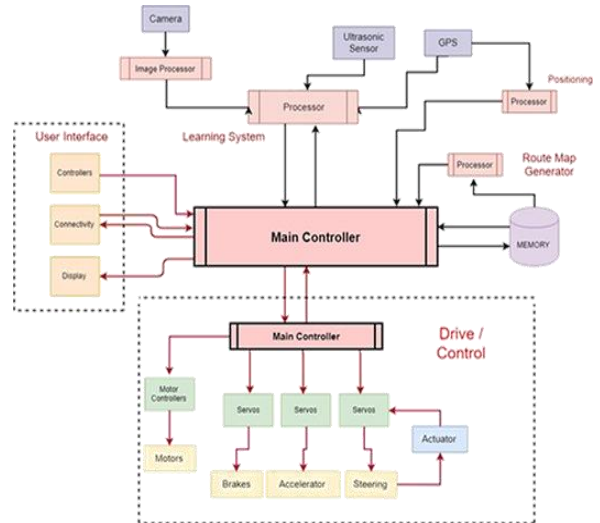 Camera
Ultrasonic
Sensor
GPS
Image Processor
Positioning
Processor
Processor
Learning System
User Interface
Route Map
Generator
Processor
Controllers
Connectivity
Main Controller
MEMORY
Display
Main Controller
Drive /
Control
Motor
Controllers
Servos
Servos
Servos
Actuator
Motors
Brakes
Accelerator
Steering